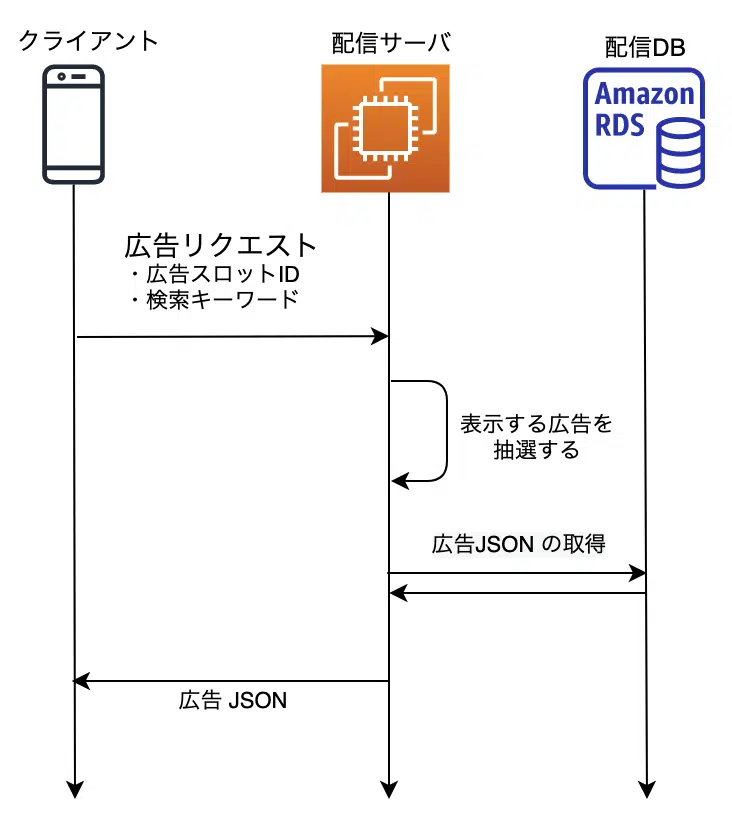 クライアント
配信サーバ
配信DB
Amazon
RDS
広告リクエスト
・広告スロットID
・検索キーワード
表示する広告を
抽選する
広告JSON の取得
広告 JSON